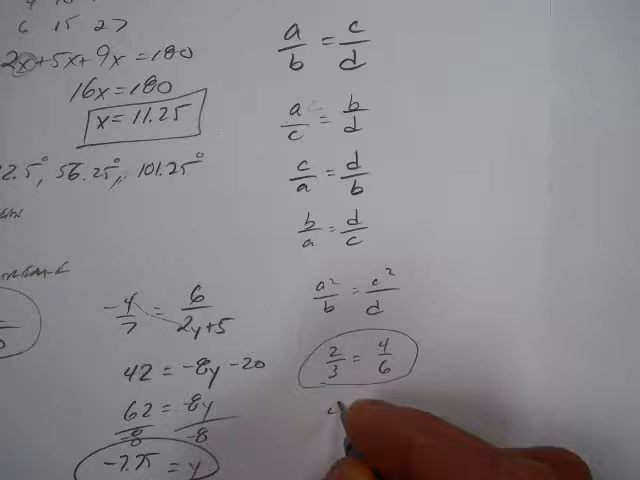 6 15 27
2x+5x+9x=180
16x=180
x=11.25
2.5°, 56.25°, 101.25°
-4/7 = 6/2y+5
42 = -8y -20
62/-8 = -8y/-8
-7.75 = y
a/b = c/d
a/c = b/d
c/a = d/b
b/a = d/c
a²/b = c²/d
2/3 = 4/6